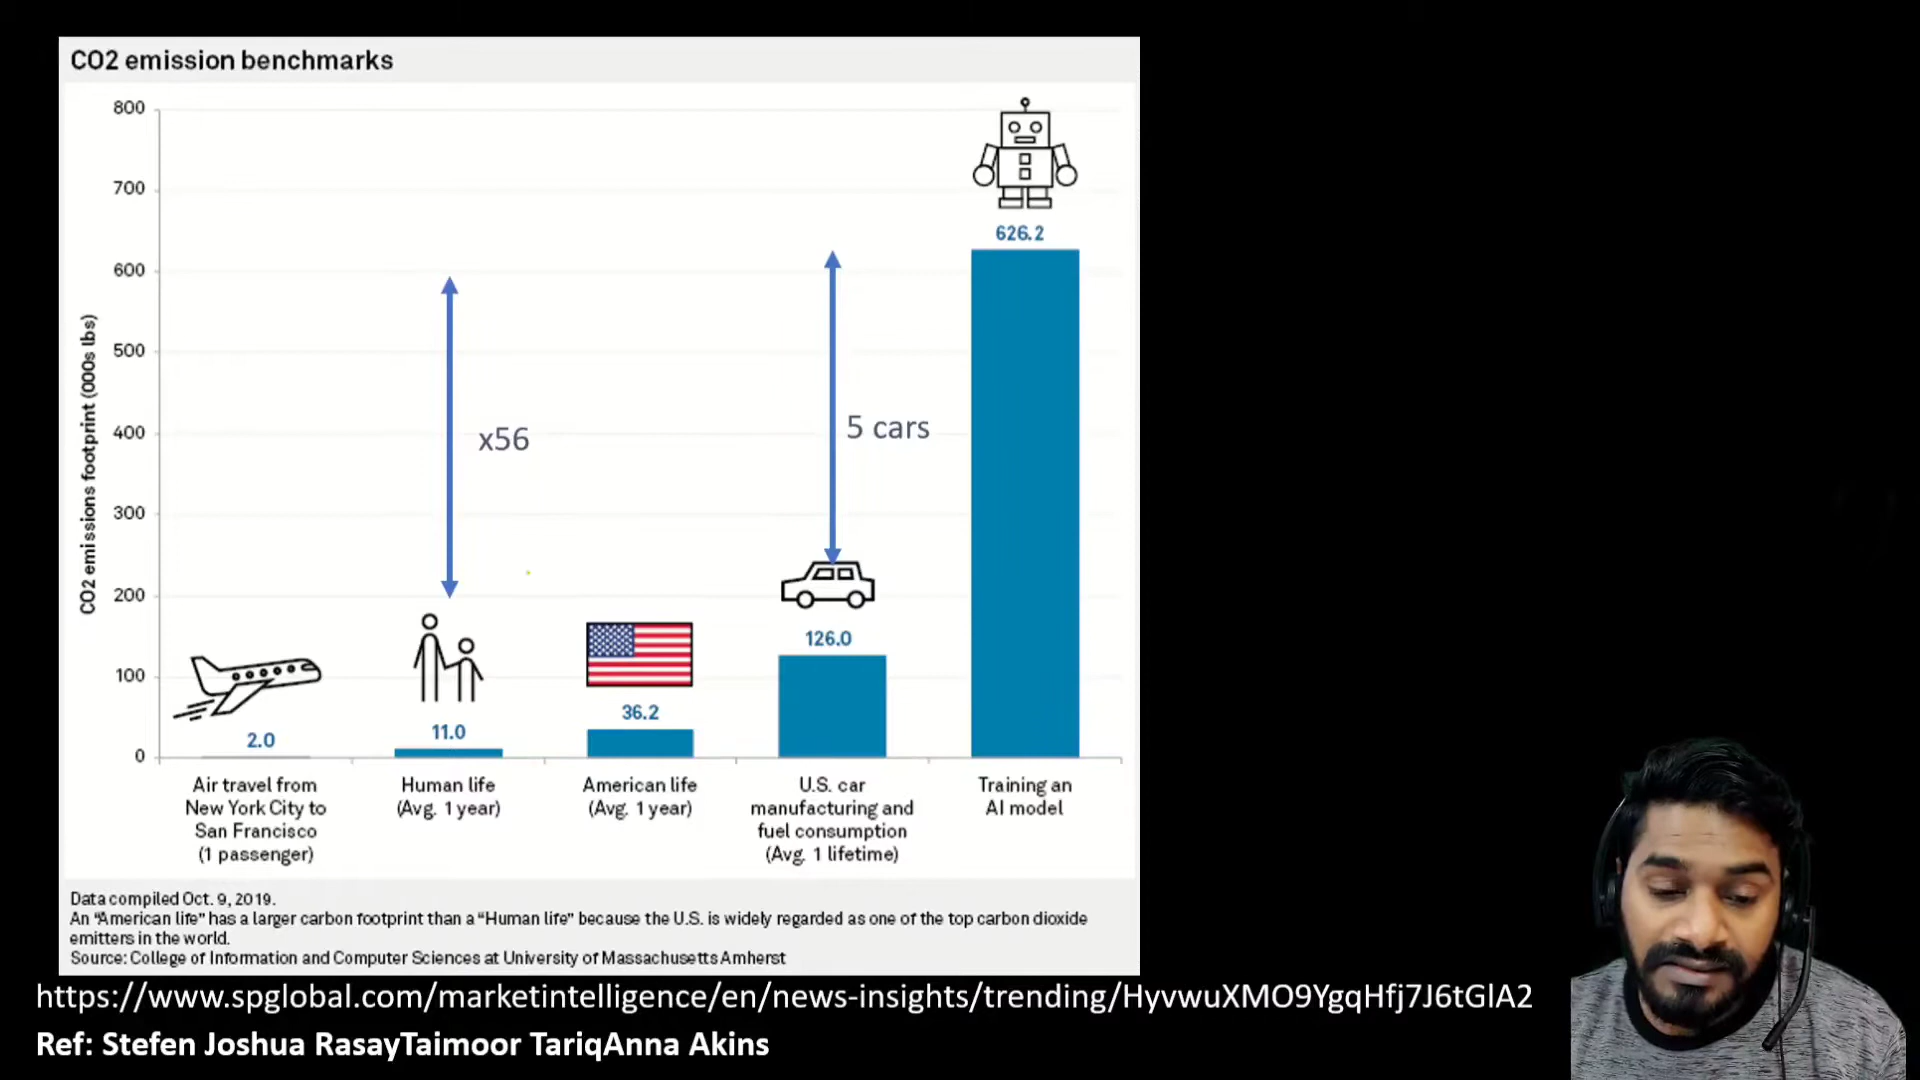 CO2 emission benchmarks
CO2 emissions footprint (000s lbs)
800
700
600
500
400
300
200
100
0
x56
5 cars
2.0
11.0
36.2
126.0
626.2
Air travel from
New York City to
San Francisco
(1 passenger)
Human life
(Avg. 1 year)
American life
(Avg. 1 year)
U.S. car
manufacturing and
fuel consumption
(Avg. 1 lifetime)
Training an
AI model
Data compiled Oct. 9, 2019.
An "American life" has a larger carbon footprint than a "Human life" because the U.S. is widely regarded as one of the top carbon dioxide
emitters in the world.
Source: College of Information and Computer Sciences at University of Massachusetts Amherst
https://www.spglobal.com/marketintelligence/en/news-insights/trending/HyvwuXMO9YgqHfj7J6tGlA2
Ref: Stefen Joshua RasayTaimoor TariqAnna Akins